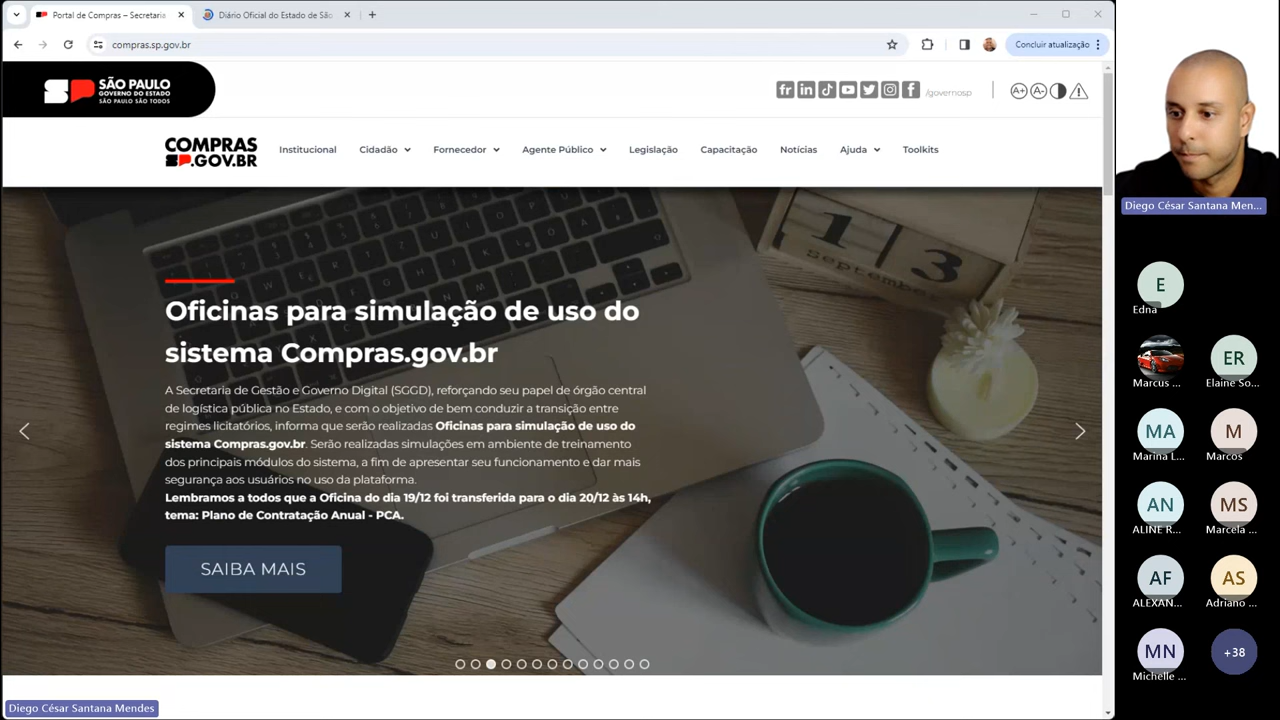 Portal de Compras – Secretaria
Diário Oficial do Estado de São
compras.sp.gov.br
Concluir atualização
SÃO PAULO
GOVERNO DO ESTADO
SÃO PAULO SÃO TODOS
/governosp
A+ A-
COMPRAS
SP.GOV.BR
Institucional Cidadão Fornecedor Agente Público Legislação Capacitação Notícias Ajuda Toolkits
13
September
Oficinas para simulação de uso do
sistema Compras.gov.br
A Secretaria de Gestão e Governo Digital (SGGD), reforçando seu papel de órgão central
de logística pública no Estado, e com o objetivo de bem conduzir a transição entre
regimes licitatórios, informa que serão realizadas Oficinas para simulação de uso do
sistema Compras.gov.br. Serão realizadas simulações em ambiente de treinamento
dos principais módulos do sistema, a fim de apresentar seu funcionamento e dar mais
segurança aos usuários no uso da plataforma.
Lembramos a todos que a Oficina do dia 19/12 foi transferida para o dia 20/12 às 14h,
tema: Plano de Contratação Anual - PCA.
SAIBA MAIS
Diego César Santana Mendes
Diego César Santana Men...
E
Edna
Marcus ...
ER
Elaine So...
MA
Marina L...
M
Marcos
AN
ALINE R...
MS
Marcela ...
AF
ALEXAN...
AS
Adriano ...
MN
Michelle ...
+38